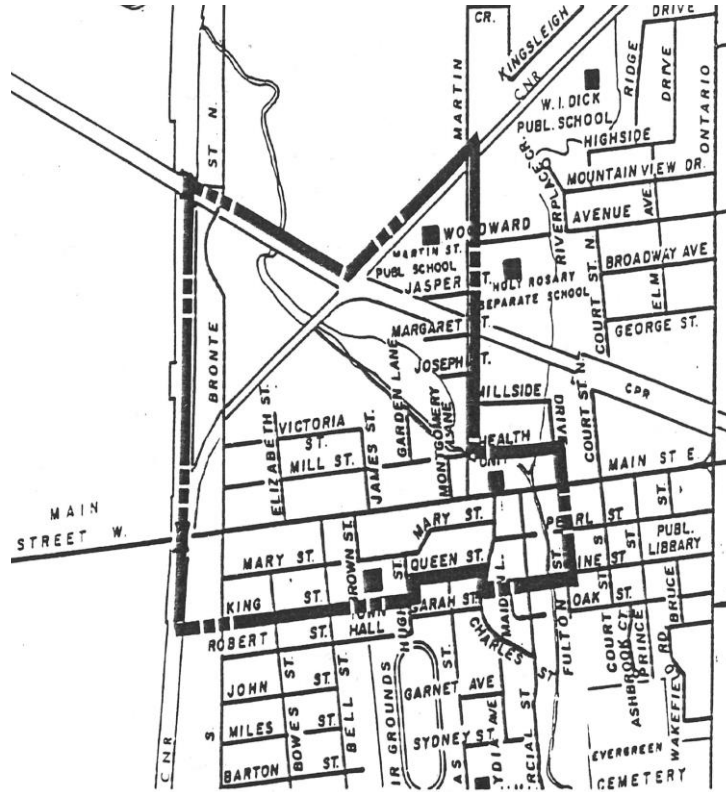 DRIVE
CR.
KINGSLEIGH
CNR
RIDGE
DRIVE
MARTIN
W. I. DICK
PUBL. SCHOOL
ST N.
HIGHSIDE
ONTARIO
CR.
MOUNTAIN VIEW DR.
RIVERPLACE
AVENUE
AVE
WOODWARD
MARTIN ST.
PUBL SCHOOL
COURT ST. N
BROADWAY AVE
HOLY ROSARY
SEPARATE SCHOOL
JASPER
ELM
MARGARET
GEORGE ST.
BRONTE
JOSEPH
GARDEN LANE
CPR
MILLSIDE
DRIVE
COURT ST. N.
MONTGOMERY
LANE
VICTORIA
ST.
ELIZABETH ST.
JAMES ST.
HEALTH
UNIT
MILL ST.
MAIN ST E.
MAIN
STREET W.
MARY ST.
PEARL ST.
ST.
PUBL.
LIBRARY
MARY ST.
BROWN ST.
QUEEN ST.
PINE ST
ST.
KING ST.
TOWN
HALL
HUGH
ST.
SARAH ST.
MAIDEN L.
OAK ST.
FULTON
ROBERT ST.
CHARLES
ST
COURT
ASHBROOK CT.
PRINCE
BRUCE
WAKEFIELD RD
JOHN ST.
ST.
ST.
GARNET AVE
MILES ST.
S
BOWES
BELL
SYDNEY ST.
EVERGREEN
CEMETERY
BARTON ST.
CNR
IR GROUNDS
AS
YDIA AVE
RCIAL ST